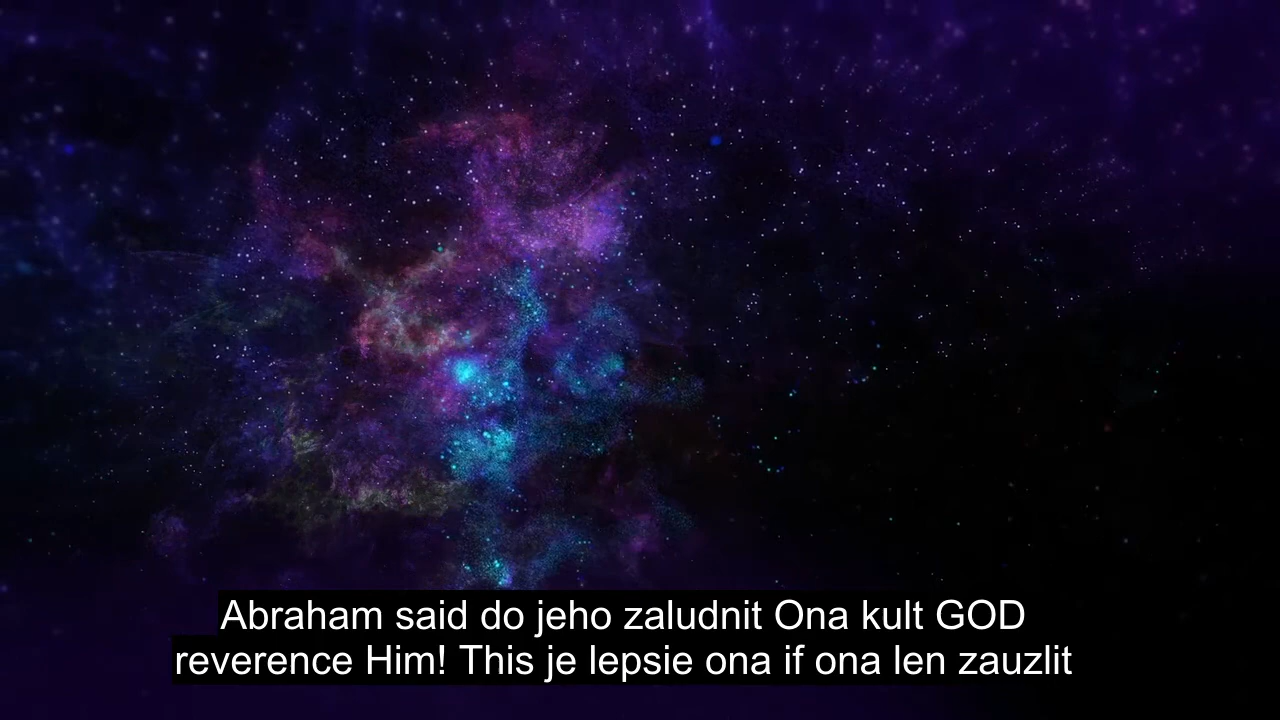 Abraham said do jeho zaludnit Ona kult GOD
reverence Him! This je lepsie ona if ona len zauzlit